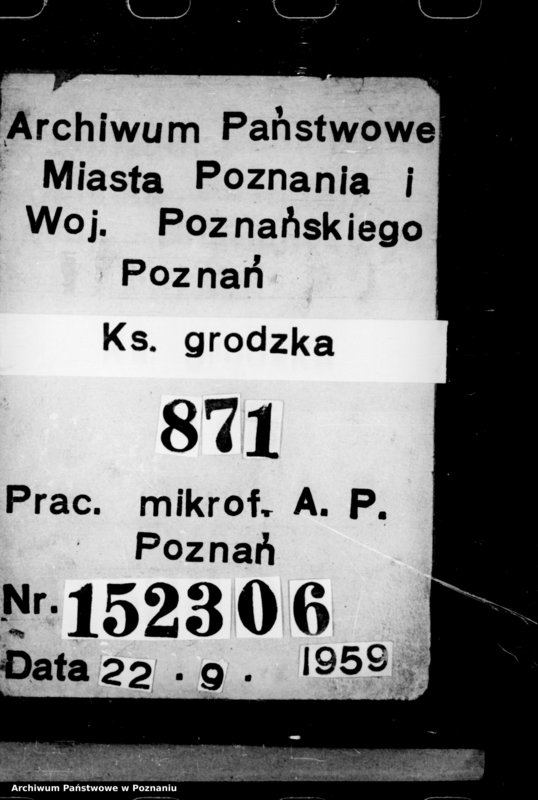 Archiwum Państwowe
Miasta Poznania i
Woj. Poznańskiego
Poznań
Ks. grodzka
871
Prac. mikrof. A. P.
Poznań
Nr. 152306
Data 22 . 9 . 1959
Archiwum Państwowe w Poznaniu